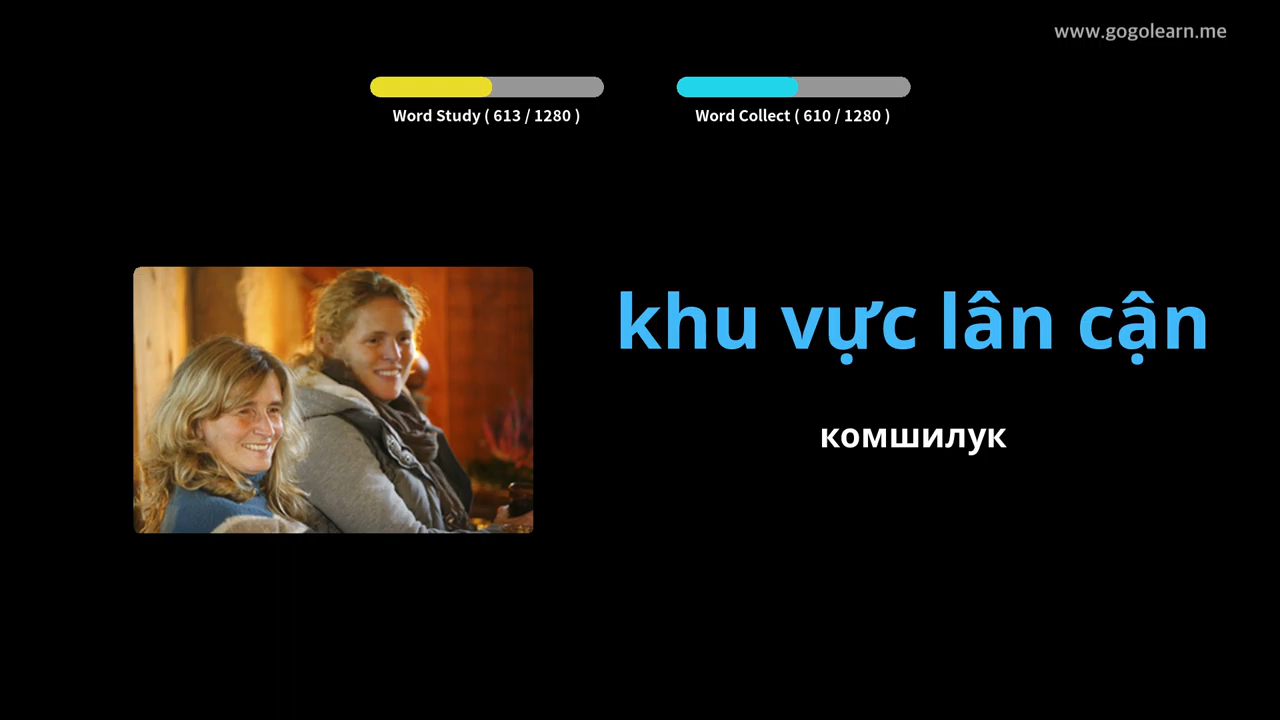 www.gogolearn.me
Word Study ( 613 / 1280 )
Word Collect ( 610 / 1280 )
khu vực lân cận
комшилук